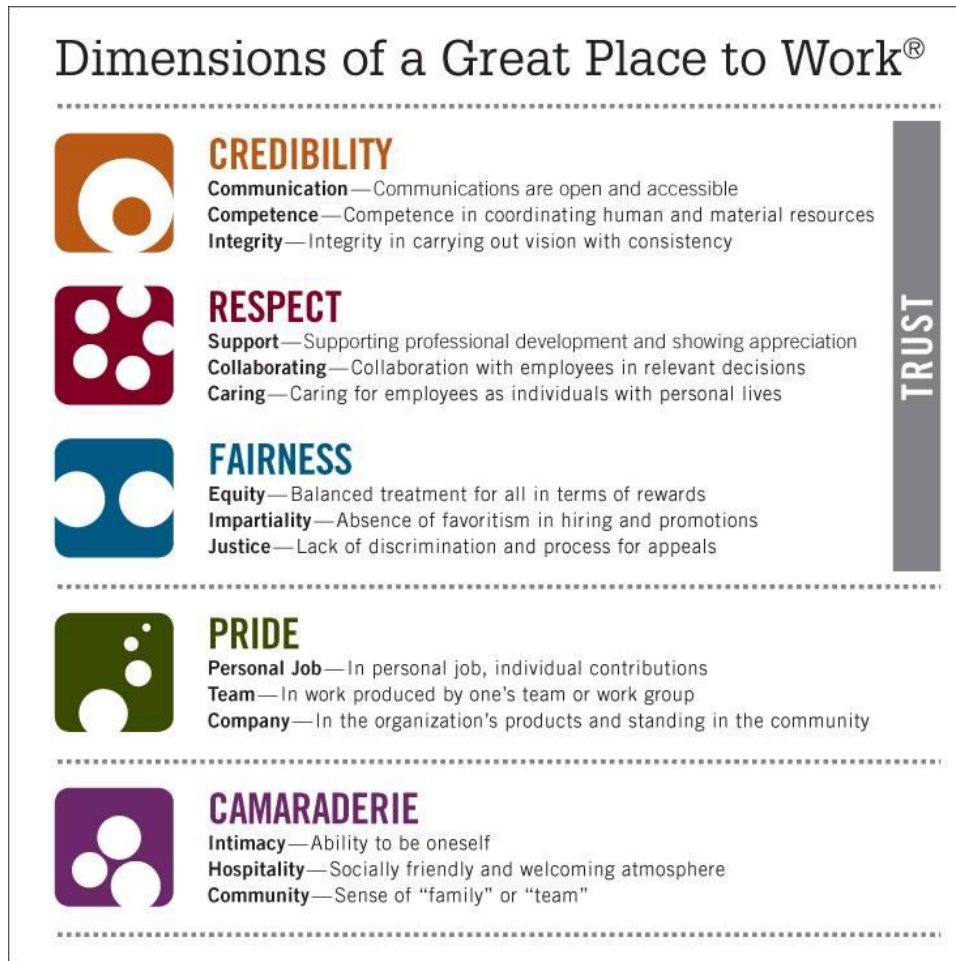 Dimensions of a Great Place to Work®
CREDIBILITY
Communication—Communications are open and accessible
Competence—Competence in coordinating human and material resources
Integrity—Integrity in carrying out vision with consistency
RESPECT
Support—Supporting professional development and showing appreciation
Collaborating—Collaboration with employees in relevant decisions
Caring—Caring for employees as individuals with personal lives
FAIRNESS
Equity—Balanced treatment for all in terms of rewards
Impartiality—Absence of favoritism in hiring and promotions
Justice—Lack of discrimination and process for appeals
TRUST
PRIDE
Personal Job—In personal job, individual contributions
Team—In work produced by one’s team or work group
Company—In the organization’s products and standing in the community
CAMARADERIE
Intimacy—Ability to be oneself
Hospitality—Socially friendly and welcoming atmosphere
Community—Sense of “family” or “team”